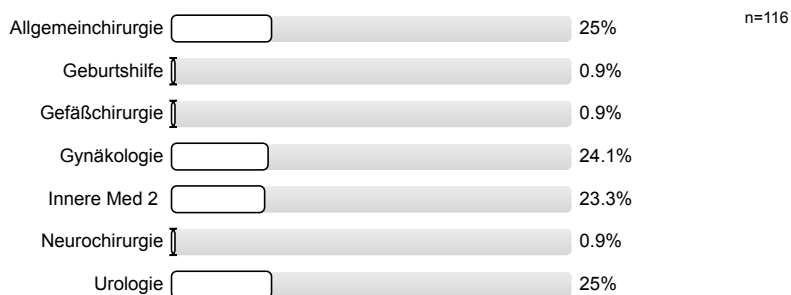 n=116
Allgemeinchirurgie 25%
Geburtshilfe 0.9%
Gefäßchirurgie 0.9%
Gynäkologie 24.1%
Innere Med 2 23.3%
Neurochirurgie 0.9%
Urologie 25%